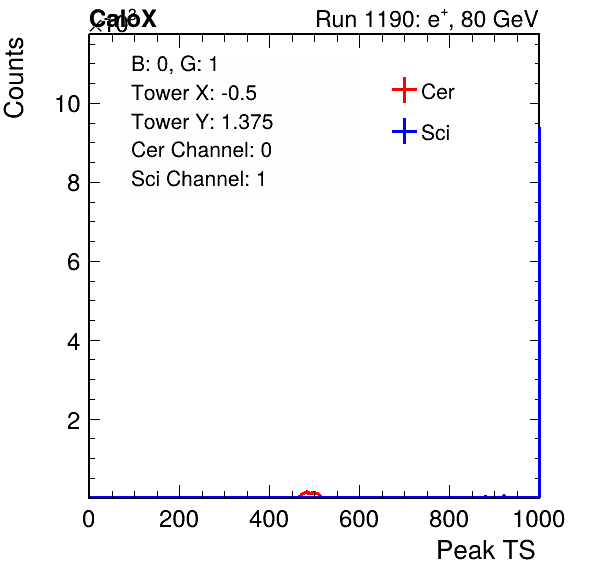 CaloX Run 1190: e⁺, 80 GeV
Counts
B: 0, G: 1
Tower X: -0.5
Tower Y: 1.375
Cer Channel: 0
Sci Channel: 1
Cer
Sci
10
8
6
4
2
0 200 400 600 800 1000
Peak TS